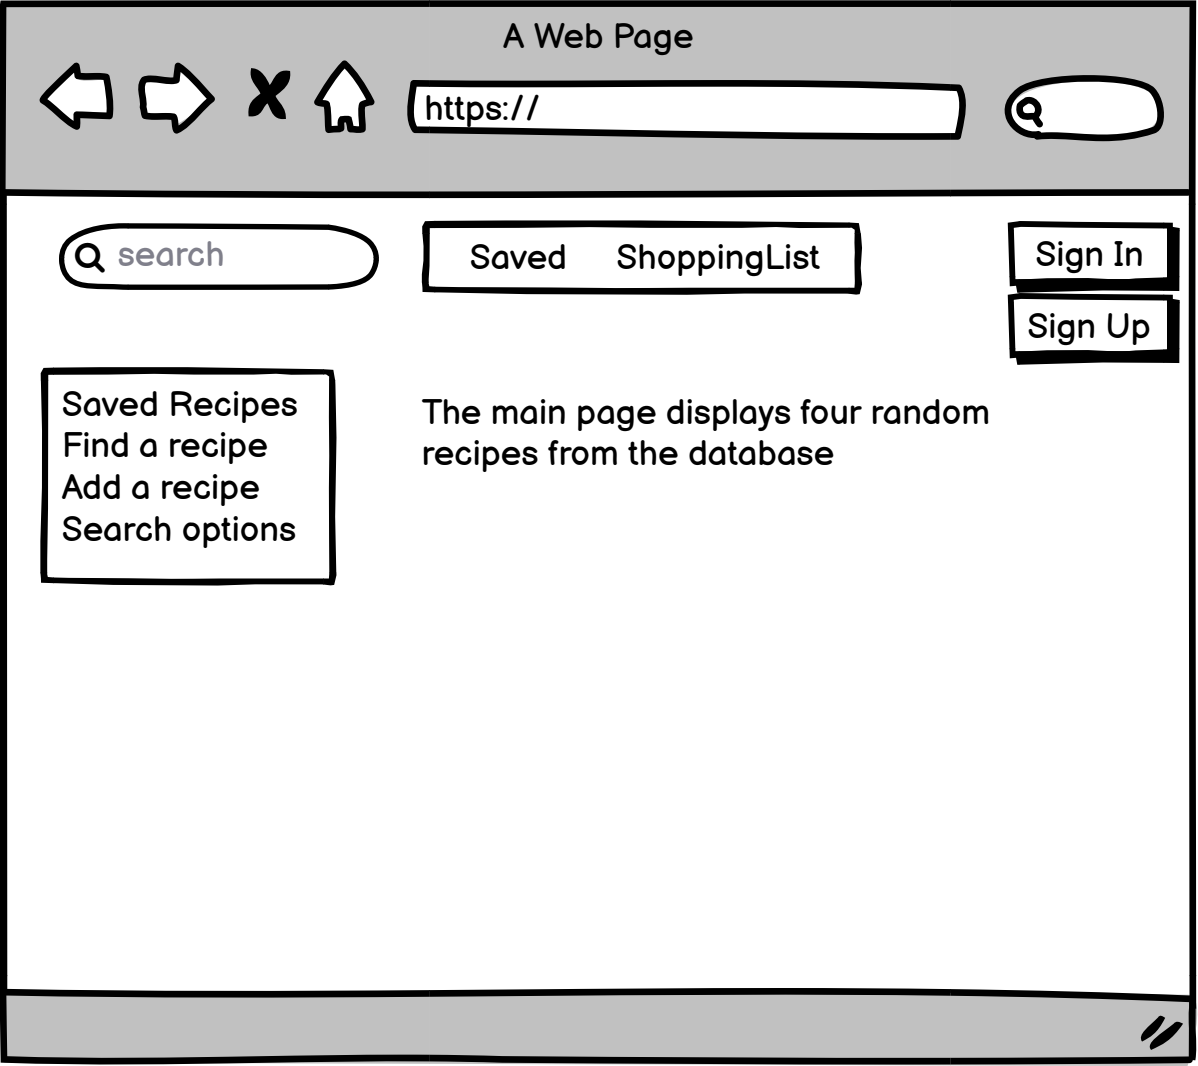 A Web Page
https://
search
Saved ShoppingList
Sign In
Sign Up
Saved Recipes
Find a recipe
Add a recipe
Search options
The main page displays four random
recipes from the database